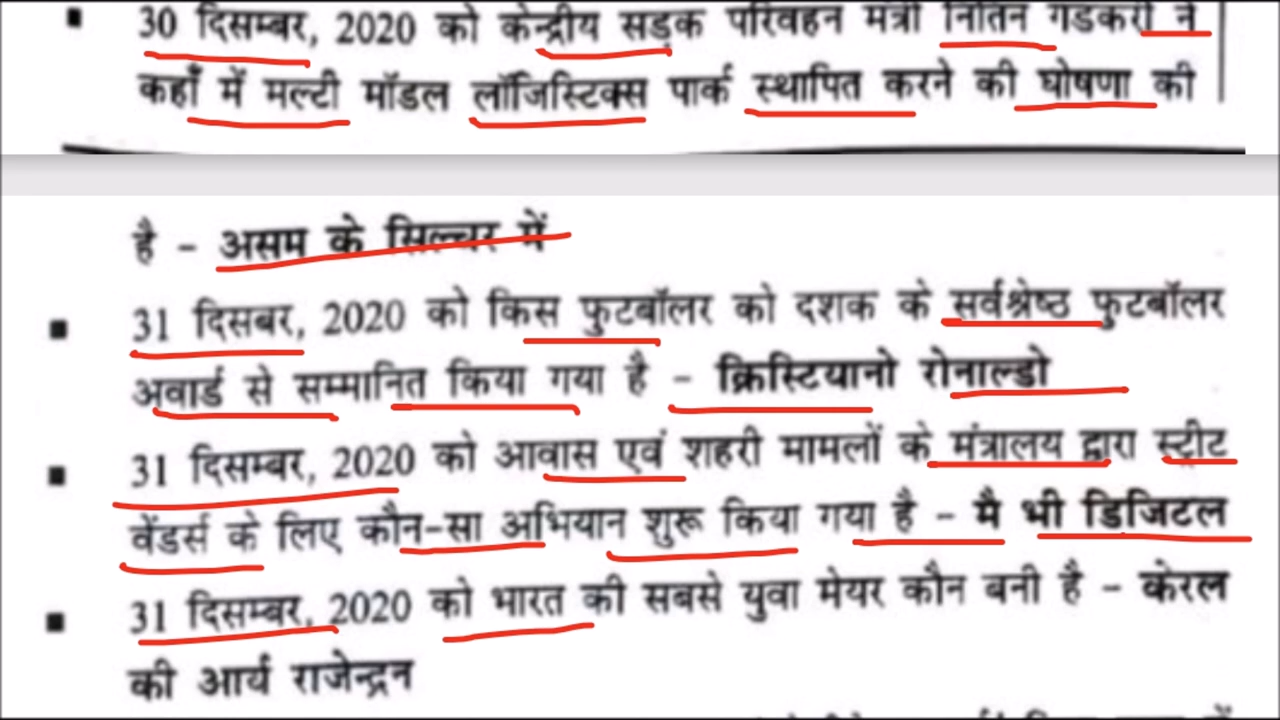 30 दिसम्बर, 2020 को केन्द्रीय सड़क परिवहन मंत्री नितिन गडकरी ने
कहाँ में मल्टी मॉडल लॉजिस्टिक्स पार्क स्थापित करने की घोषणा की
है - असम के सिल्चर में
31 दिसबर, 2020 को किस फुटबॉलर को दशक के सर्वश्रेष्ठ फुटबॉलर
अवार्ड से सम्मानित किया गया है - क्रिस्टियानो रोनाल्डो
31 दिसम्बर, 2020 को आवास एवं शहरी मामलों के मंत्रालय द्वारा स्ट्रीट
वेंडर्स के लिए कौन-सा अभियान शुरू किया गया है - मै भी डिजिटल
31 दिसम्बर, 2020 को भारत की सबसे युवा मेयर कौन बनी है - केरल
की आर्य राजेन्द्रन